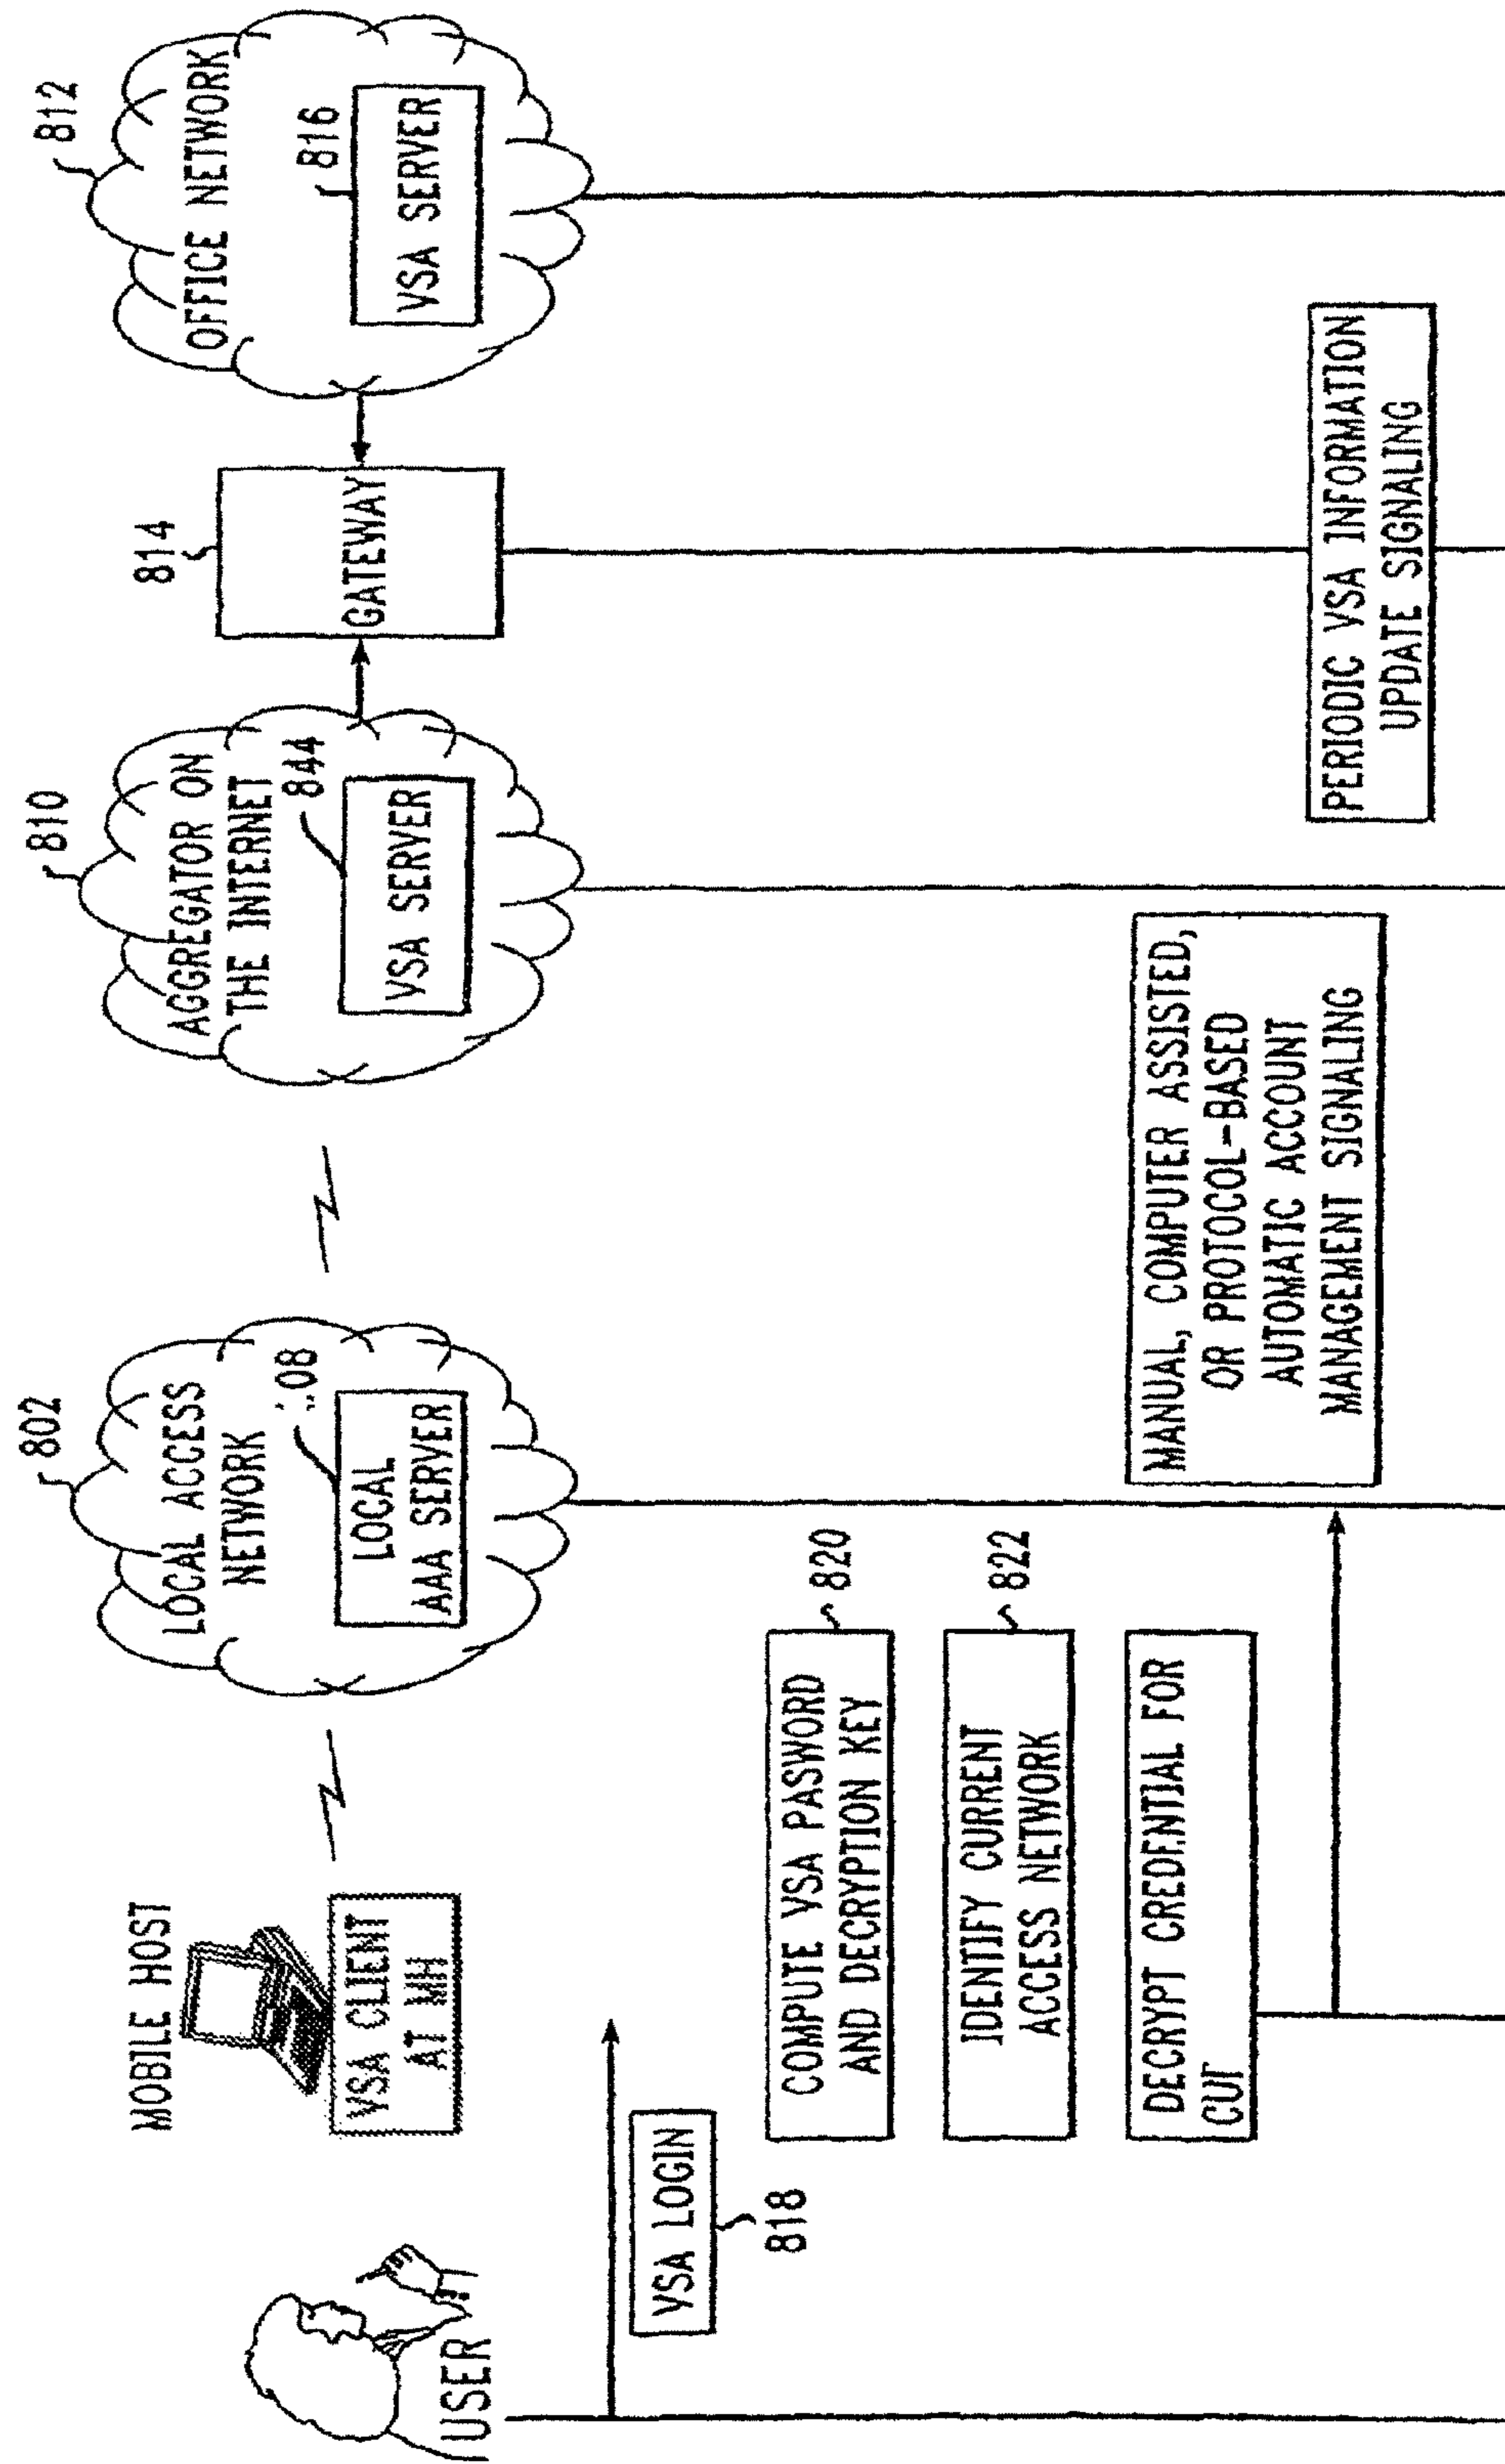 USER
MOBILE HOST
VSA CLIENT
AT MH
802
LOCAL ACCESS
NETWORK
LOCAL
AAA SERVER
810
AGGREGATOR ON
THE INTERNET
844
VSA SERVER
814
GATEWAY
812
OFFICE NETWORK
816
VSA SERVER
VSA LOGIN
818
COMPUTE VSA PASWORD
AND DECRYPTION KEY
820
IDENTIFY CURRENT
ACCESS NETWORK
822
DECRYPT CREDENTIAL FOR
MANUAL, COMPUTER ASSISTED,
OR PROTOCOL-BASED
AUTOMATIC ACCOUNT
MANAGEMENT SIGNALING
PERIODIC VSA INFORMATION
UPDATE SIGNALING